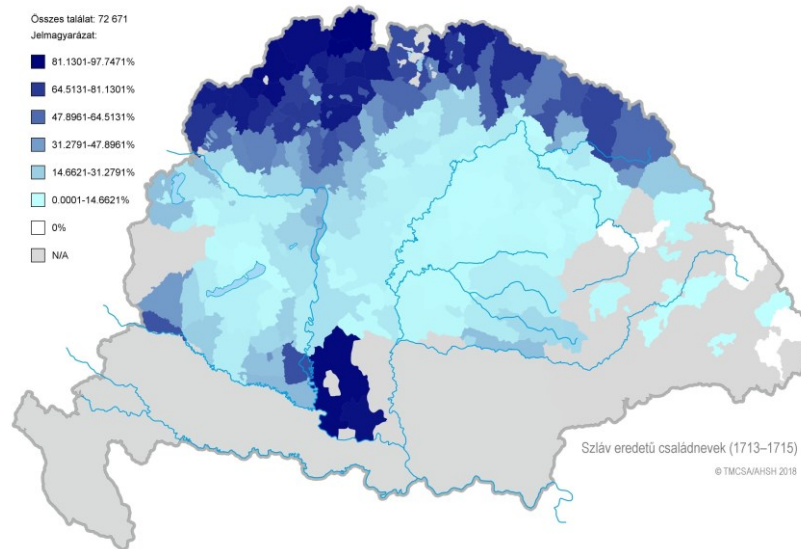 Összes találat: 72 671
Jelmagyarázat:
81.1301-97.7471%
64.5131-81.1301%
47.8961-64.5131%
31.2791-47.8961%
14.6621-31.2791%
0.0001-14.6621%
0%
N/A
Szláv eredetű családnevek (1713–1715)
© TMCSA/AHSH 2018